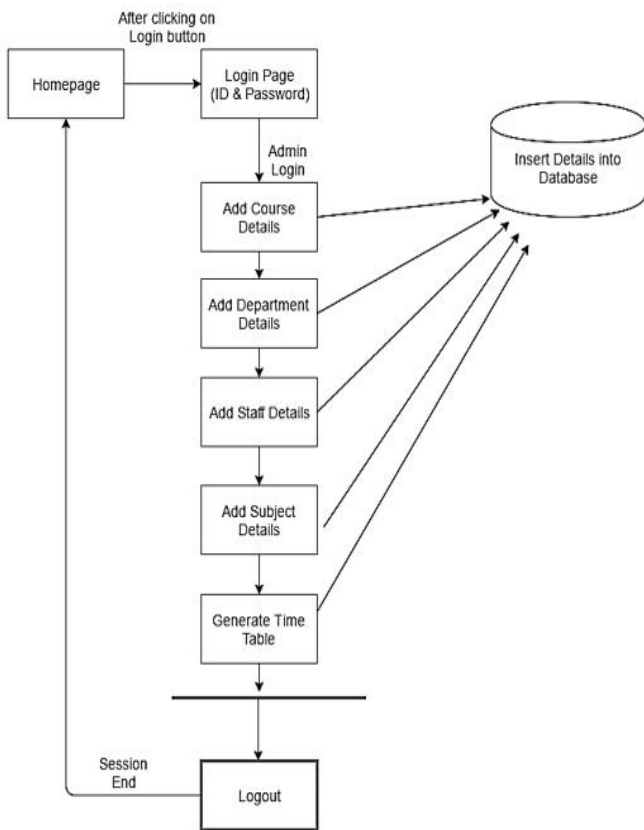 After clicking on
Login button
Homepage
Login Page
(ID & Password)
Admin
Login
Insert Details into
Database
Add Course
Details
Add Department
Details
Add Staff Details
Add Subject
Details
Generate Time
Table
Session
End
Logout